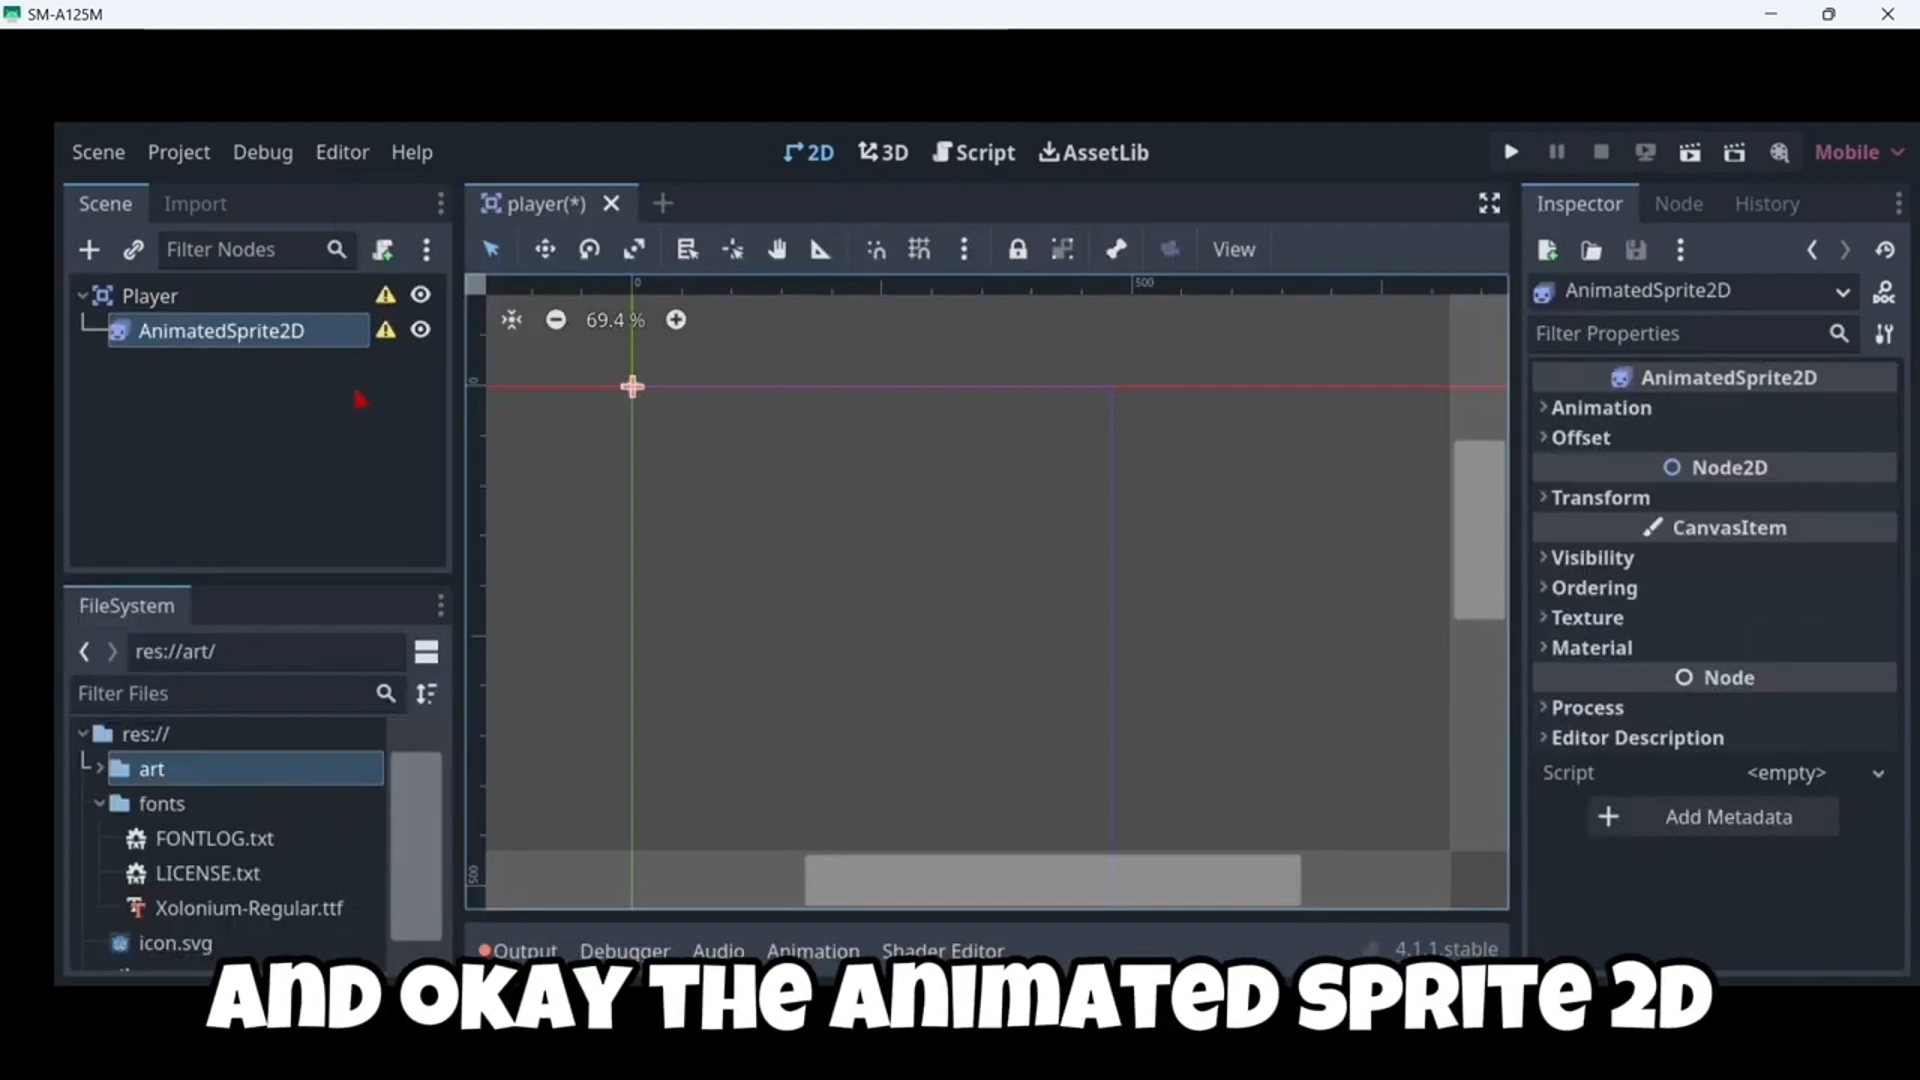 SM-A125M
Scene Project Debug Editor Help
2D 3D Script AssetLib
Mobile
Scene Import
player(*)
Inspector Node History
Filter Nodes
View
Player
AnimatedSprite2D
AnimatedSprite2D
DOC
Filter Properties
0
500
69.4 %
0
500
AnimatedSprite2D
Animation
Offset
Node2D
Transform
CanvasItem
Visibility
Ordering
Texture
Material
Node
Process
Editor Description
Script <empty>
Add Metadata
FileSystem
res://art/
Filter Files
res://
art
fonts
FONTLOG.txt
LICENSE.txt
Xolonium-Regular.ttf
icon.svg
Output Debugger Audio Animation Shader Editor
4.1.1.stable
AND OKAY THE ANIMATED SPRITE 2D